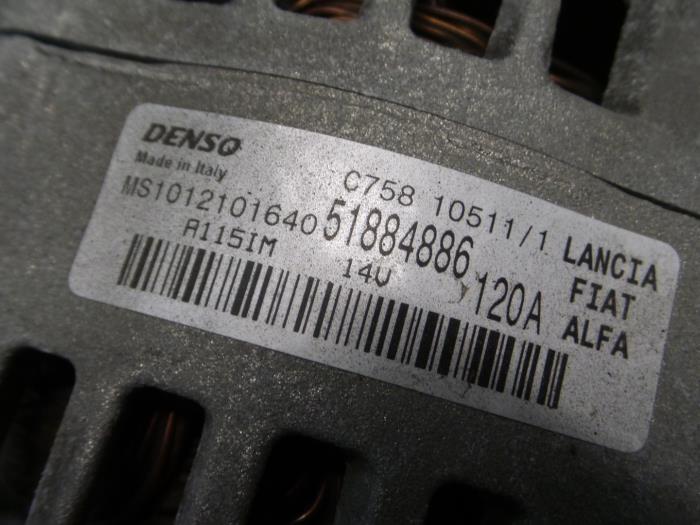 DENSO
Made in Italy
C758 10511/1
MS1012101640
51884886
LANCIA
A115IM
14V
120A
FIAT
ALFA